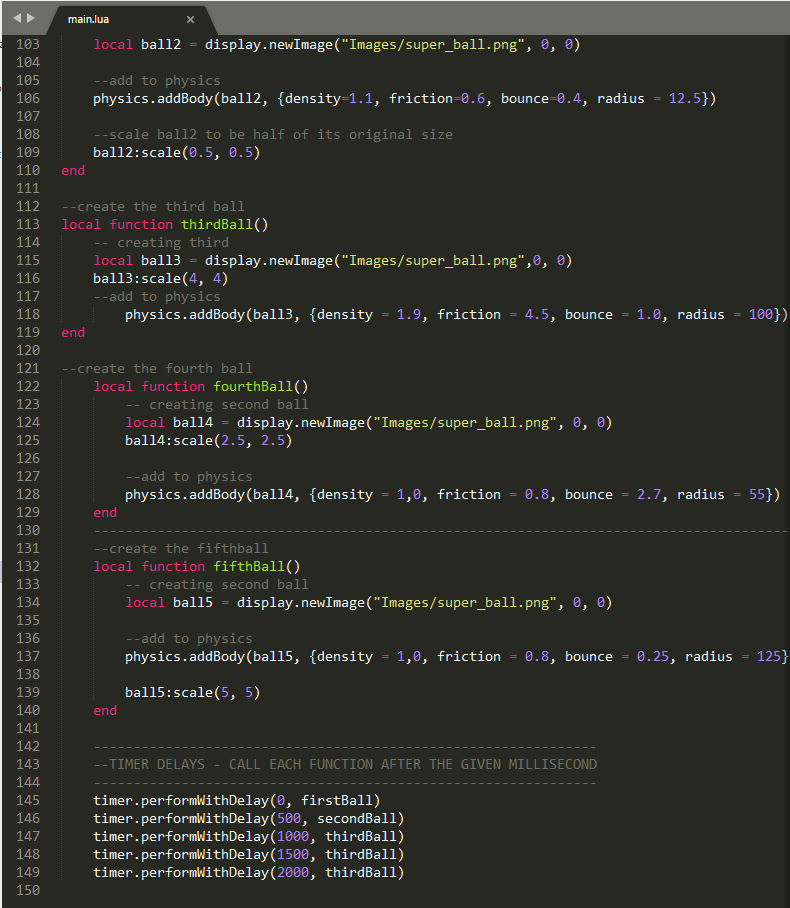 main.lua ×
103 local ball2 = display.newImage("Images/super_ball.png", 0, 0)
104
105 --add to physics
106 physics.addBody(ball2, {density=1.1, friction=0.6, bounce=0.4, radius = 12.5})
107
108 --scale ball2 to be half of its original size
109 ball2:scale(0.5, 0.5)
110 end
111
112 --create the third ball
113 local function thirdBall()
114 -- creating third
115 local ball3 = display.newImage("Images/super_ball.png",0, 0)
116 ball3:scale(4, 4)
117 --add to physics
118 physics.addBody(ball3, {density = 1.9, friction = 4.5, bounce = 1.0, radius = 100})
119 end
120
121 --create the fourth ball
122 local function fourthBall()
123 -- creating second ball
124 local ball4 = display.newImage("Images/super_ball.png", 0, 0)
125 ball4:scale(2.5, 2.5)
126
127 --add to physics
128 physics.addBody(ball4, {density = 1,0, friction = 0.8, bounce = 2.7, radius = 55})
129 end
130 ---------------------------------------------------------------------------------------
131 --create the fifthball
132 local function fifthBall()
133 -- creating second ball
134 local ball5 = display.newImage("Images/super_ball.png", 0, 0)
135
136 --add to physics
137 physics.addBody(ball5, {density = 1,0, friction = 0.8, bounce = 0.25, radius = 125}
138
139 ball5:scale(5, 5)
140 end
141
142 ---------------------------------------------------------------
143 --TIMER DELAYS - CALL EACH FUNCTION AFTER THE GIVEN MILLISECOND
144 ---------------------------------------------------------------
145 timer.performWithDelay(0, firstBall)
146 timer.performWithDelay(500, secondBall)
147 timer.performWithDelay(1000, thirdBall)
148 timer.performWithDelay(1500, thirdBall)
149 timer.performWithDelay(2000, thirdBall)
150